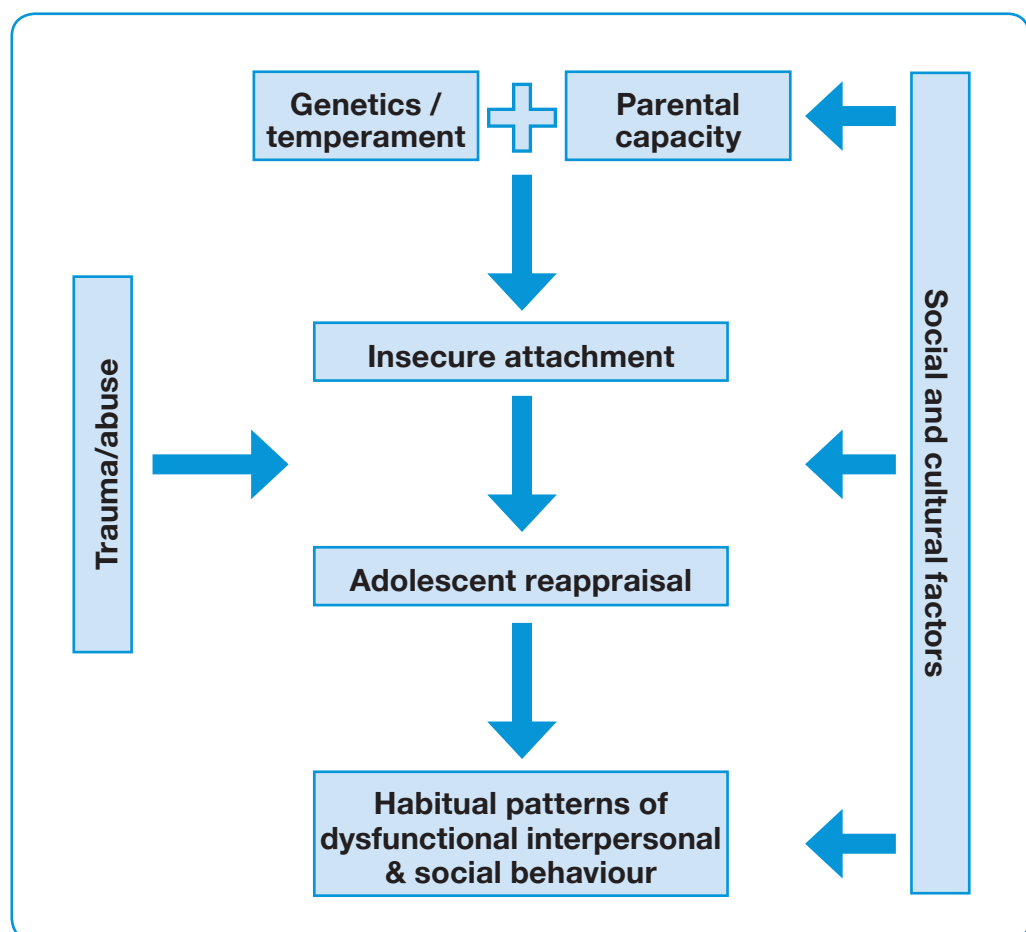 Genetics /
temperament
Parental
capacity
Insecure attachment
Trauma/abuse
Social and cultural factors
Adolescent reappraisal
Habitual patterns of
dysfunctional interpersonal
& social behaviour